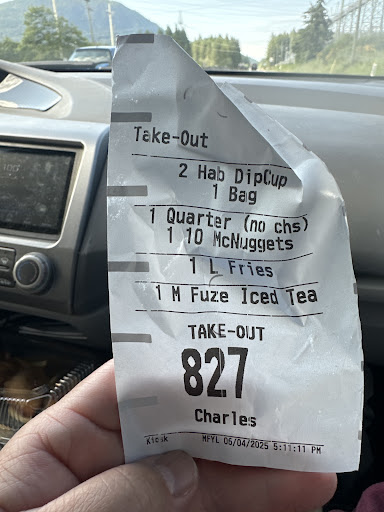 Take-Out
2 Hab DipCup
1 Bag
1 Quarter (no chs)
1 10 McNuggets
1 L Fries
1 M Fuze Iced Tea
TAKE-OUT
827
Charles
Kiosk MFYL 06/04/2025 5:11:11 PM